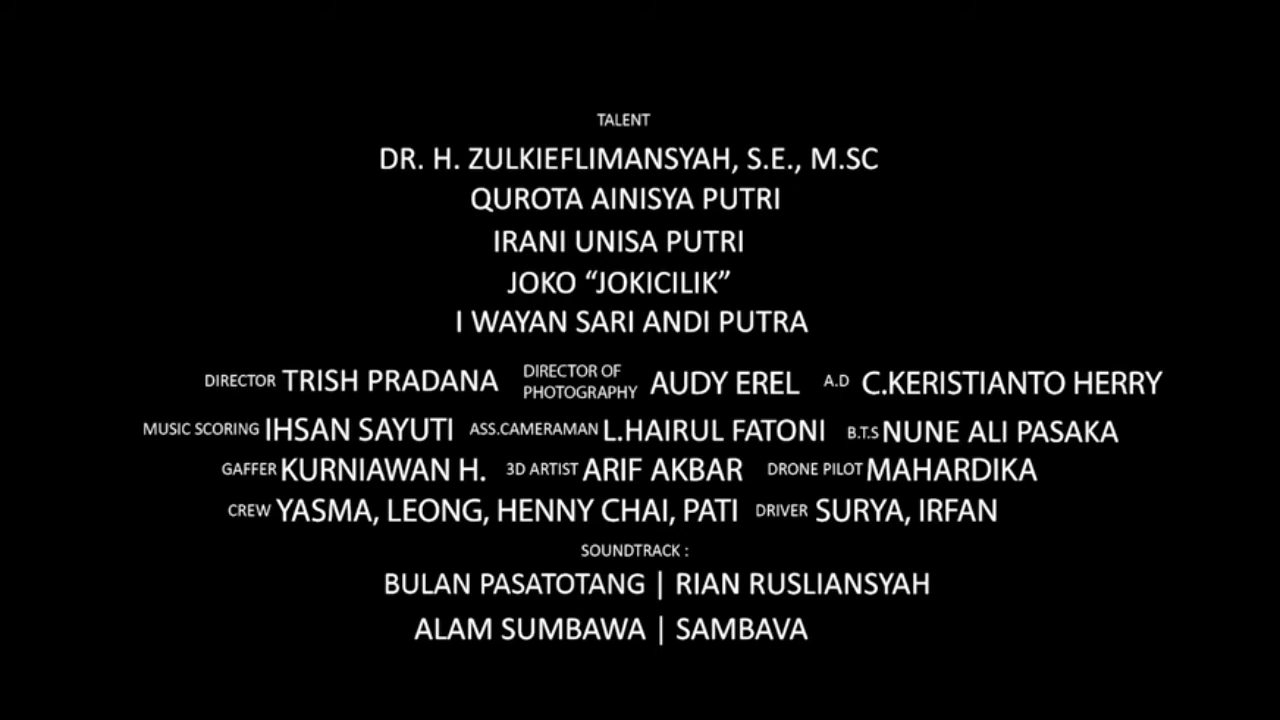 TALENT
DR. H. ZULKIEFLIMANSYAH, S.E., M.SC
QUROTA AINISYA PUTRI
IRANI UNISA PUTRI
JOKO “JOKICILIK”
I WAYAN SARI ANDI PUTRA
DIRECTOR TRISH PRADANA DIRECTOR OF PHOTOGRAPHY AUDY EREL A.D C.KERISTIANTO HERRY
MUSIC SCORING IHSAN SAYUTI ASS.CAMERAMAN L.HAIRUL FATONI B.T.S NUNE ALI PASAKA
GAFFER KURNIAWAN H. 3D ARTIST ARIF AKBAR DRONE PILOT MAHARDIKA
CREW YASMA, LEONG, HENNY CHAI, PATI DRIVER SURYA, IRFAN
SOUNDTRACK :
BULAN PASATOTANG | RIAN RUSLIANSYAH
ALAM SUMBAWA | SAMBAVA